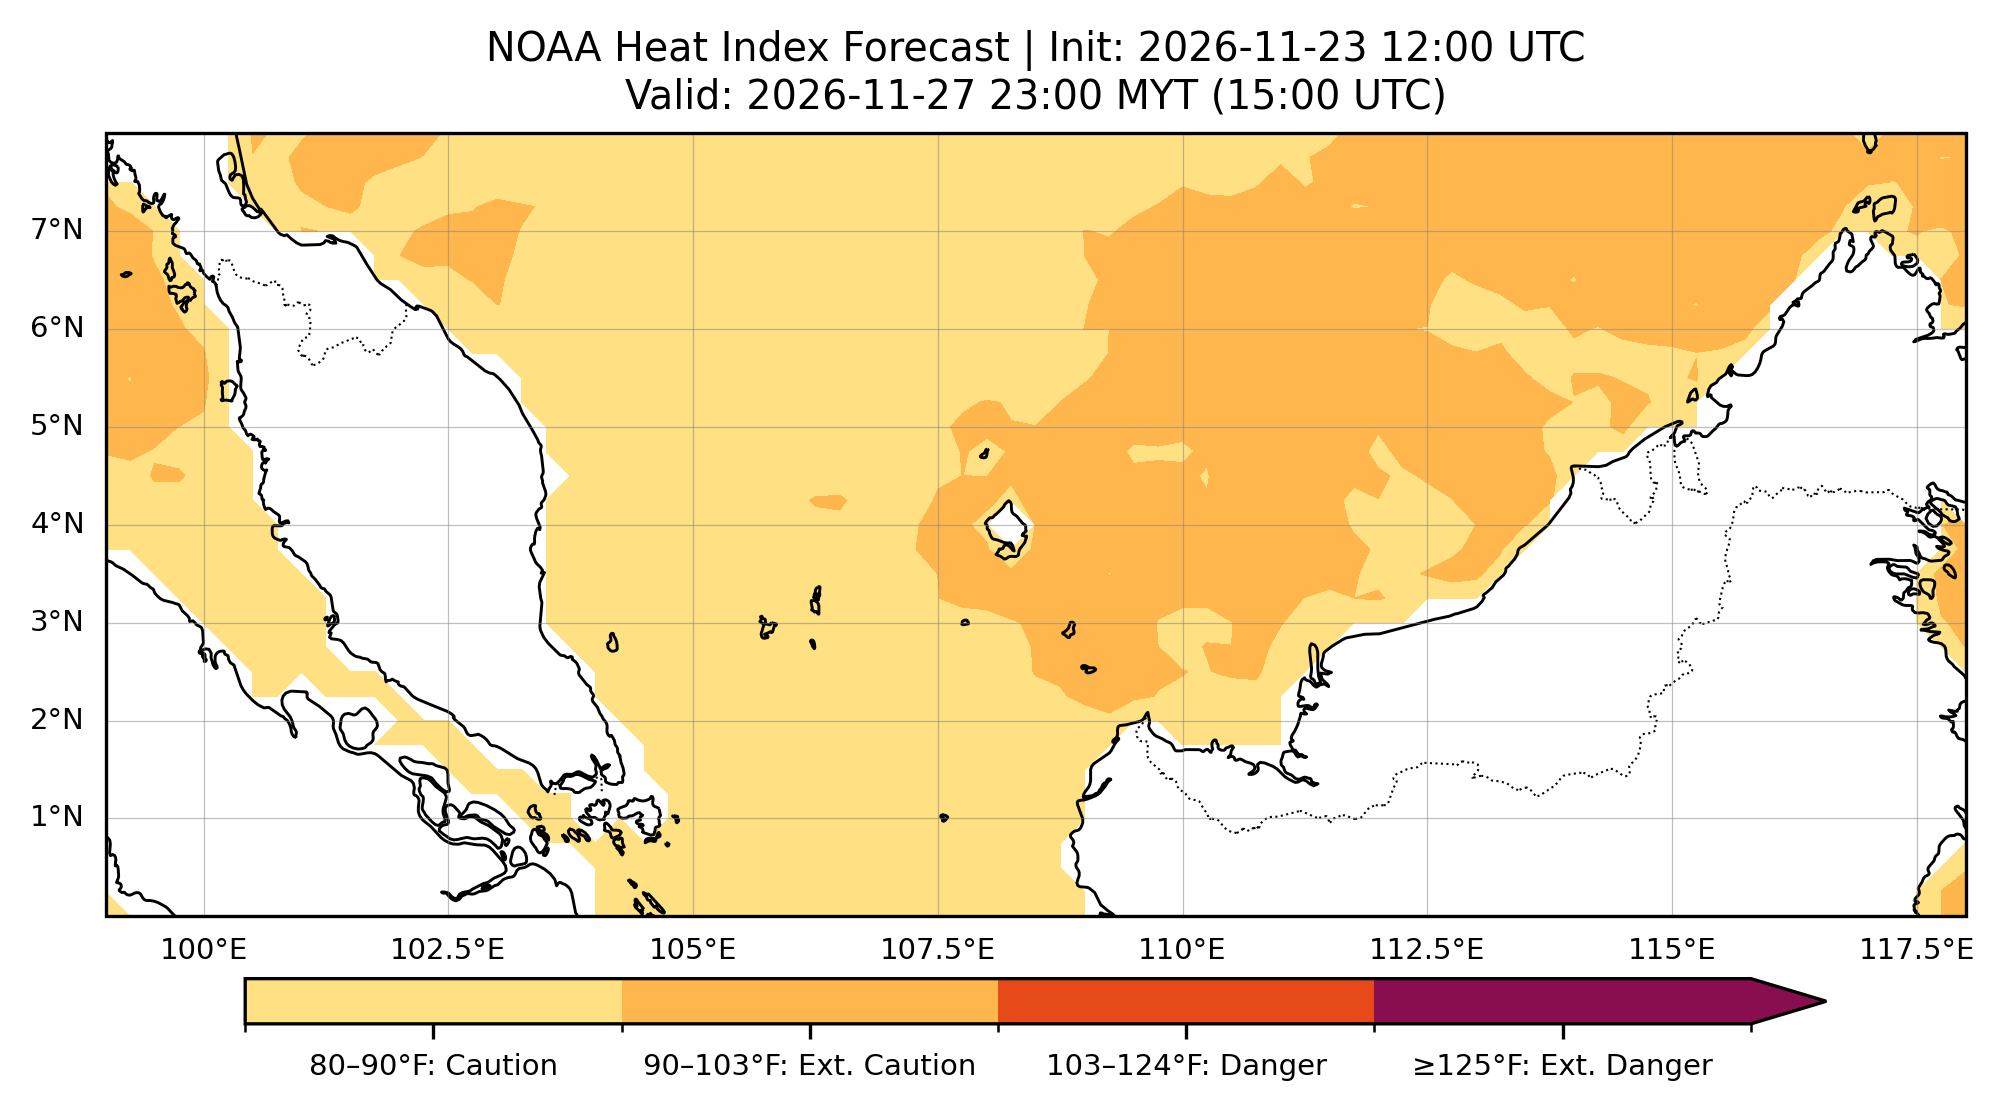 NOAA Heat Index Forecast | Init: 2026-11-23 12:00 UTC
Valid: 2026-11-27 23:00 MYT (15:00 UTC)
7°N
6°N
5°N
4°N
3°N
2°N
1°N
100°E 102.5°E 105°E 107.5°E 110°E 112.5°E 115°E 117.5°E
80–90°F: Caution 90–103°F: Ext. Caution 103–124°F: Danger ≥125°F: Ext. Danger